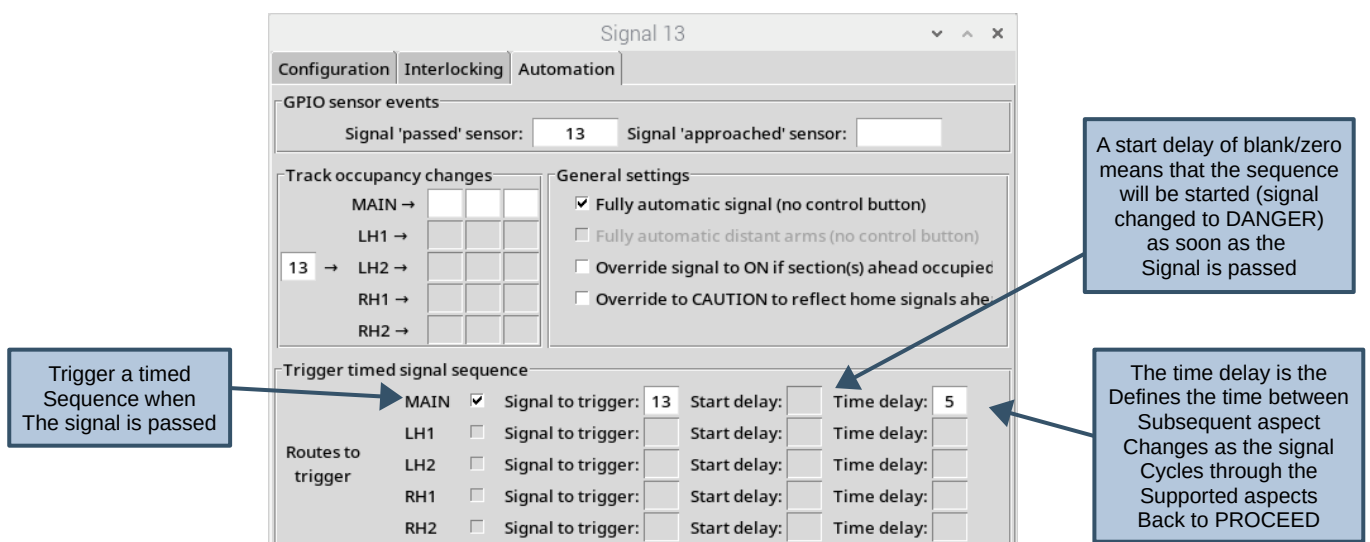 Signal 13
Configuration Interlocking Automation
GPIO sensor events
Signal 'passed' sensor: 13 Signal 'approached' sensor:
Track occupancy changes
MAIN →
LH1 →
13 → LH2 →
RH1 →
RH2 →
General settings
Fully automatic signal (no control button)
Fully automatic distant arms (no control button)
Override signal to ON if section(s) ahead occupied
Override to CAUTION to reflect home signals ahe
A start delay of blank/zero
means that the sequence
will be started (signal
changed to DANGER)
as soon as the
Signal is passed
Trigger a timed
Sequence when
The signal is passed
Trigger timed signal sequence
Routes to
trigger
MAIN Signal to trigger: 13 Start delay: Time delay: 5
LH1 Signal to trigger: Start delay: Time delay:
LH2 Signal to trigger: Start delay: Time delay:
RH1 Signal to trigger: Start delay: Time delay:
RH2 Signal to trigger: Start delay: Time delay:
The time delay is the
Defines the time between
Subsequent aspect
Changes as the signal
Cycles through the
Supported aspects
Back to PROCEED